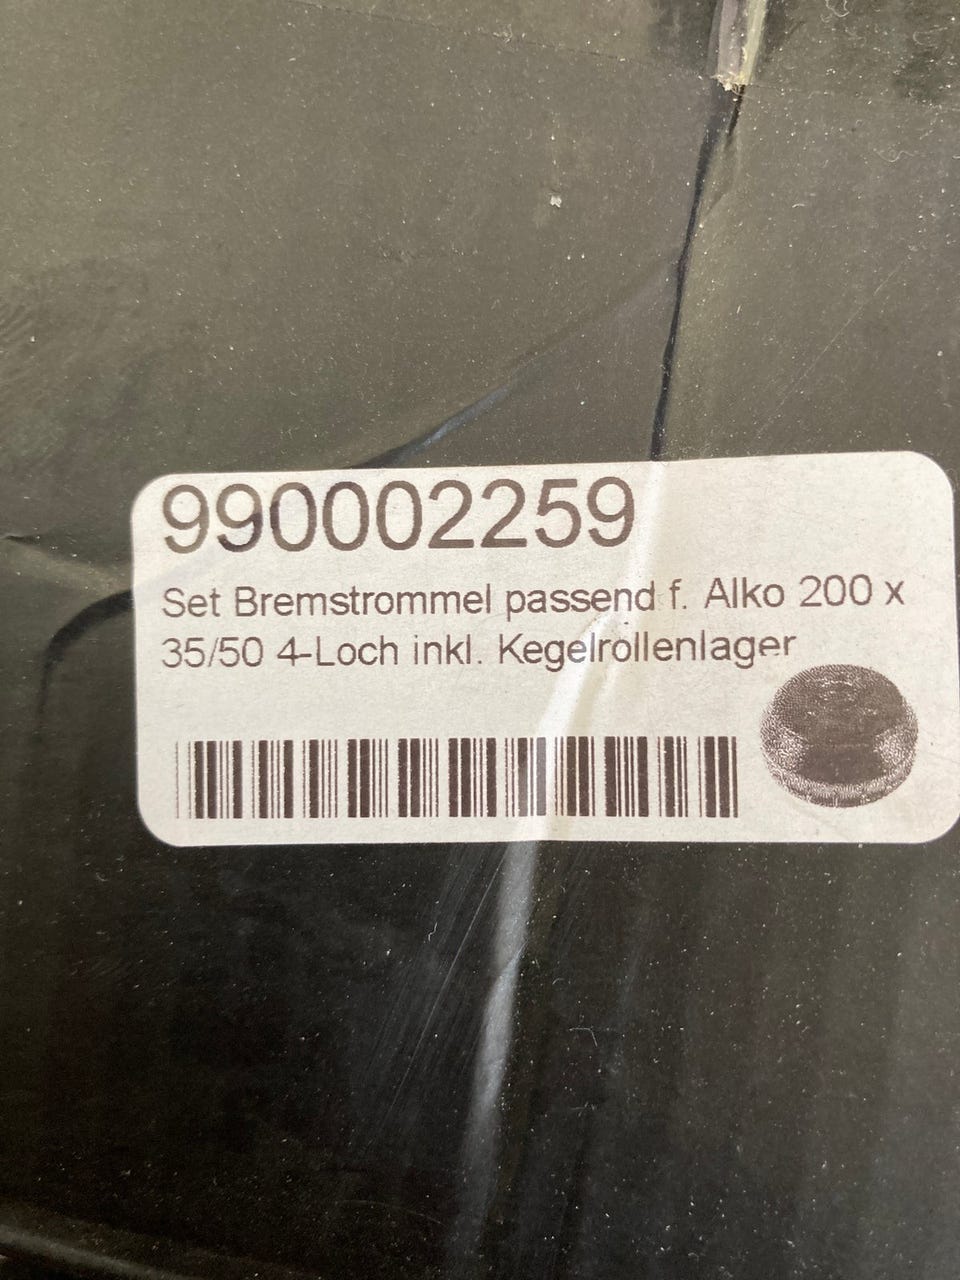 990002259
Set Bremstrommel passend f. Alko 200 x
35/50 4-Loch inkl. Kegelrollenlager